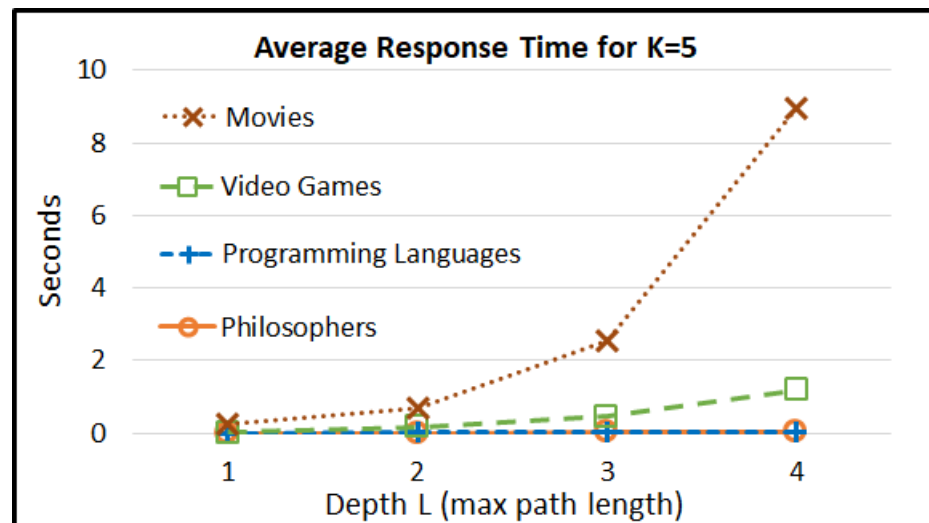 Average Response Time for K=5
10
8
6
4
2
0
Seconds
Movies
Video Games
Programming Languages
Philosophers
1 2 3 4
Depth L (max path length)